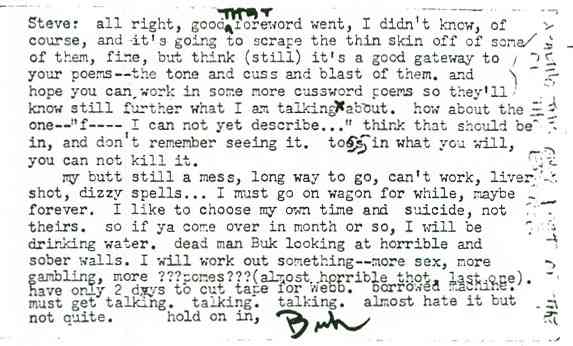 Steve: all right, good THAT foreword went, I didn't know, of
course, and it's going to scrape the thin skin off of some
of them, fine, but think (still) it's a good gateway to
your poems--the tone and cuss and blast of them. and
hope you can work in some more cussword poems so they'll
know still further what I am talking about. how about the
one--"f---- I can not yet describe..." think that should be
in, and don't remember seeing it. toss in what you will,
you can not kill it.
my butt still a mess, long way to go, can't work, liver
shot, dizzy spells... I must go on wagon for while, maybe
forever. I like to choose my own time and suicide, not
theirs. so if ya come over in month or so, I will be
drinking water. dead man Buk looking at horrible and
sober walls. I will work out something--more sex, more
gambling, more ???pomes???(almost horrible thot, last one).
have only 2 days to cut tape for Webb. borrowed machine.
must get talking. talking. talking. almost hate it but
not quite. hold on in,
Buk